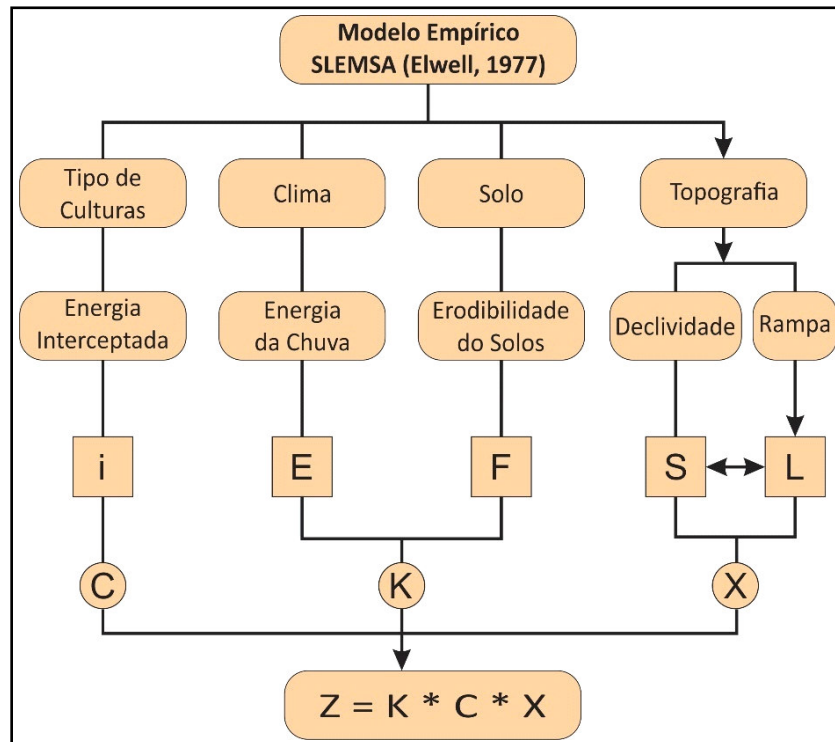 Modelo Empírico
SLEMSA (Elwell, 1977)
Tipo de
Culturas
Clima
Solo
Topografia
Energia
Interceptada
Energia
da Chuva
Erodibilidade
do Solos
Declividade
Rampa
i
E
F
S
L
C
K
X
Z = K * C * X